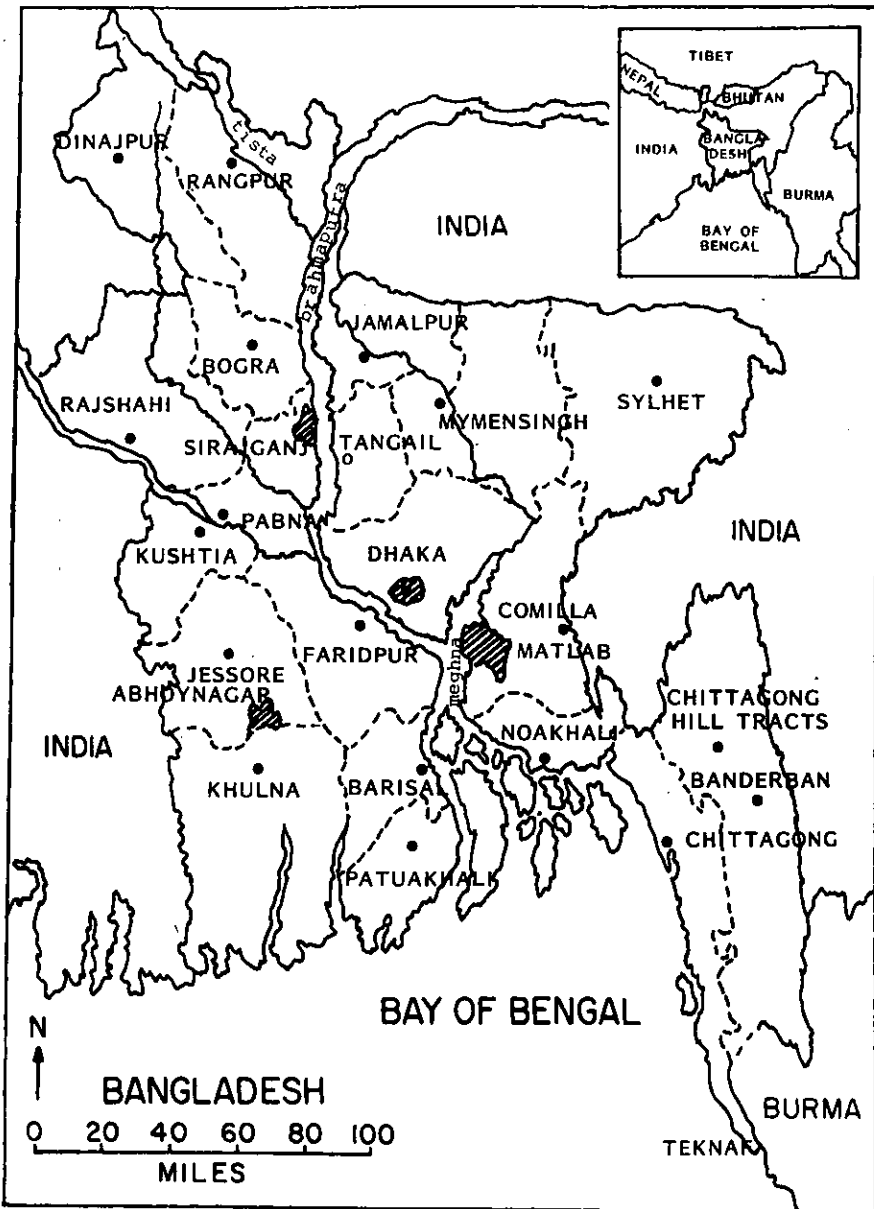 TIBET
NEPAL
BHUTAN
BANGLA
DESH
INDIA
BURMA
BAY OF
BENGAL
DINAJPUR
tista
RANGPUR
brahmaputra
INDIA
JAMALPUR
BOGRA
RAJSHAHI
MYMENSINGH
SYLHET
SIRAJGANJ
TANGAIL
PABNA
KUSHTIA
DHAKA
INDIA
COMILLA
MATLAB
meghna
FARIDPUR
JESSORE
ABHOYNAGAR
CHITTAGONG
HILL TRACTS
INDIA
NOAKHALI
KHULNA
BARISAL
BANDERBAN
CHITTAGONG
PATUAKHALI
BAY OF BENGAL
N
BANGLADESH
0 20 40 60 80 100
MILES
BURMA
TEKNAF